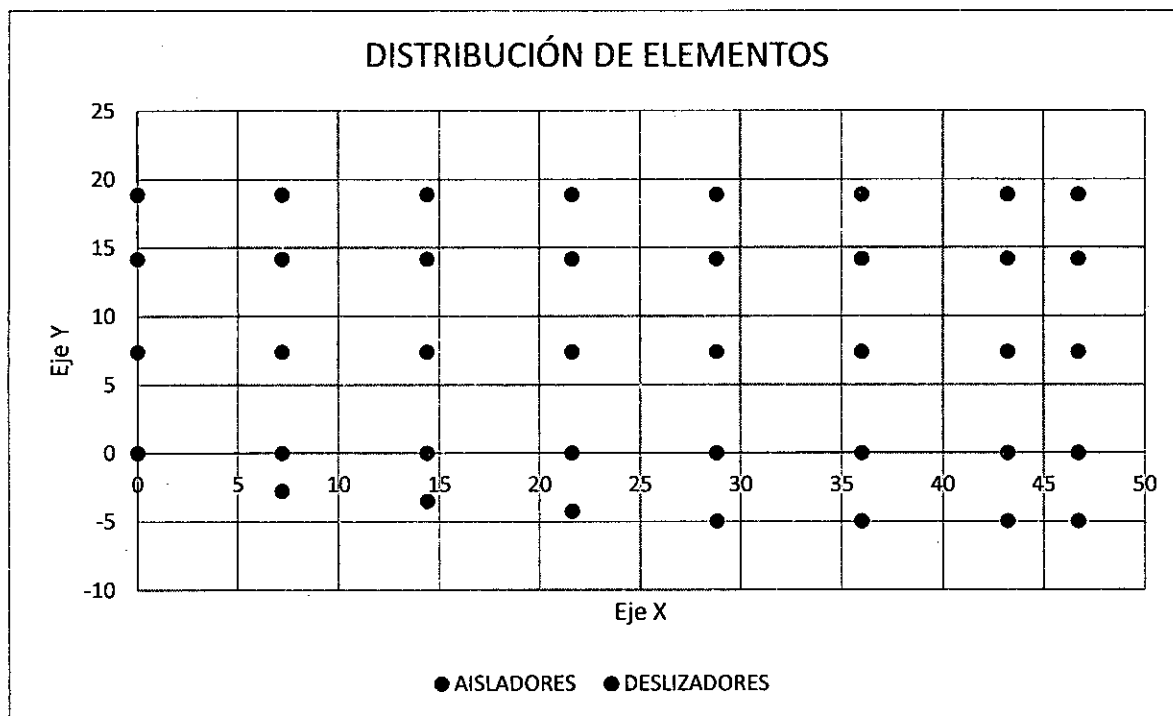 DISTRIBUCIÓN DE ELEMENTOS
25
20
15
10
5
0
0 5 10 15 20 25 30 35 40 45 50
-5
-10
Eje Y
Eje X
AISLADORES DESLIZADORES